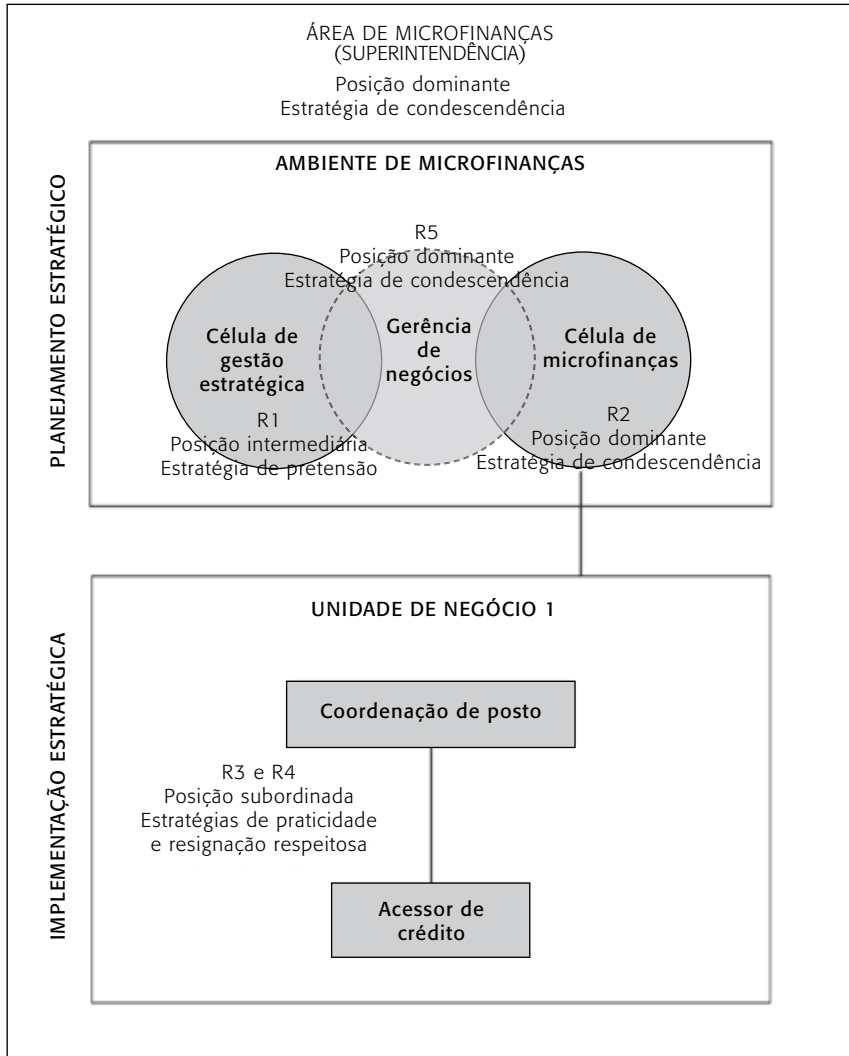 ÁREA DE MICROFINANÇAS
(SUPERINTENDÊNCIA)
Posição dominante
Estratégia de condescendência
PLANEJAMENTO ESTRATÉGICO
AMBIENTE DE MICROFINANÇAS
R5
Posição dominante
Estratégia de condescendência
Célula de
gestão
estratégica
R1
Posição intermediária
Estratégia de pretensão
Gerência
de
negócios
Célula de
microfinanças
R2
Posição dominante
Estratégia de condescendência
IMPLEMENTAÇÃO ESTRATÉGICA
UNIDADE DE NEGÓCIO 1
Coordenação de posto
R3 e R4
Posição subordinada
Estratégias de praticidade
e resignação respeitosa
Acessor de
crédito